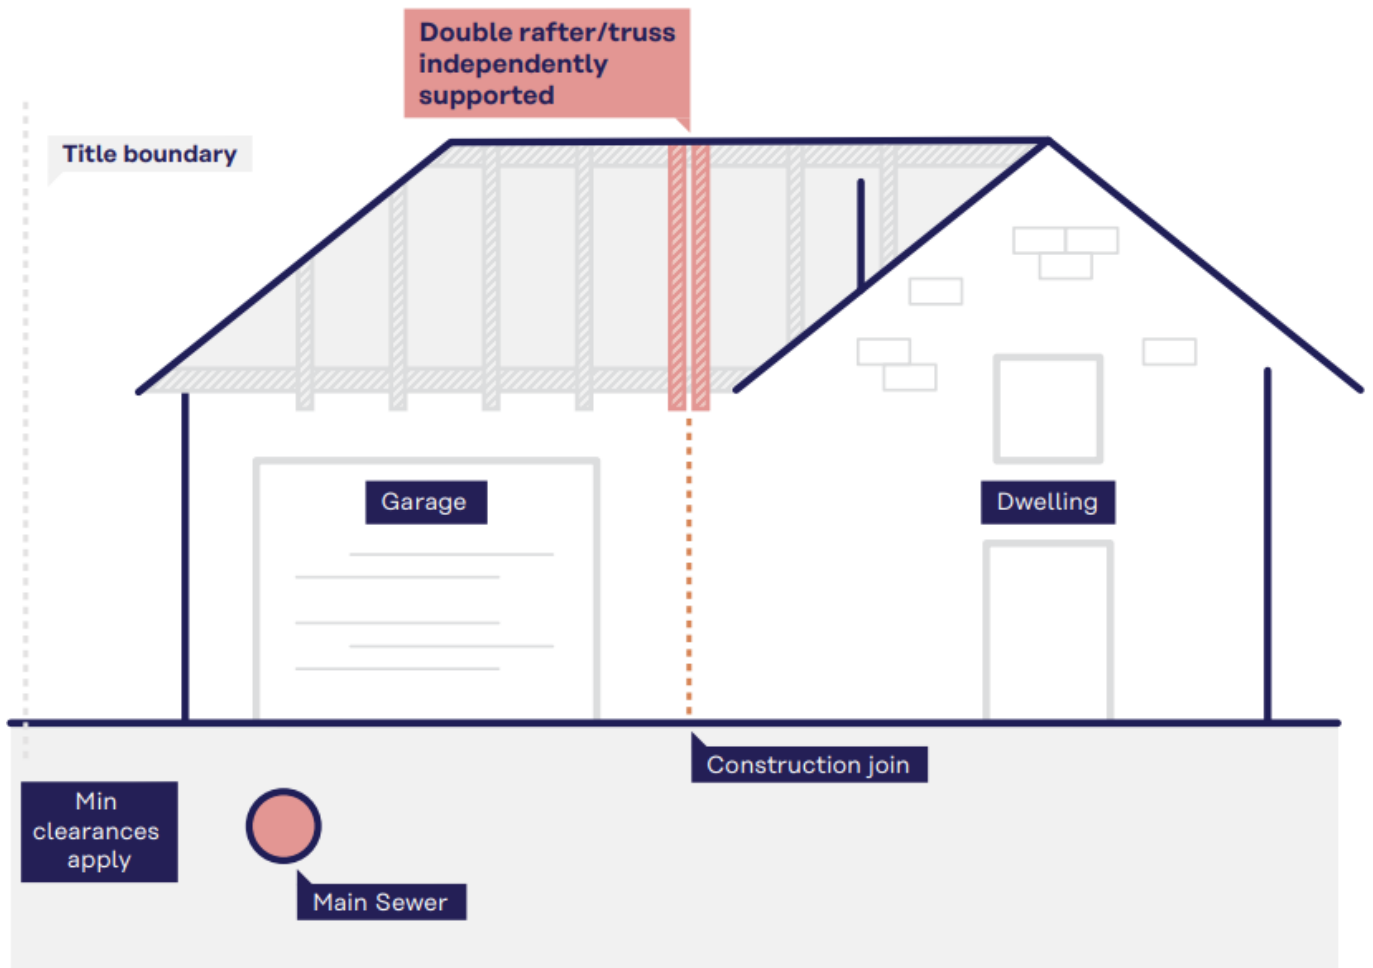 Double rafter/truss
independently
supported
Title boundary
Garage
Dwelling
Construction join
Min
clearances
apply
Main Sewer